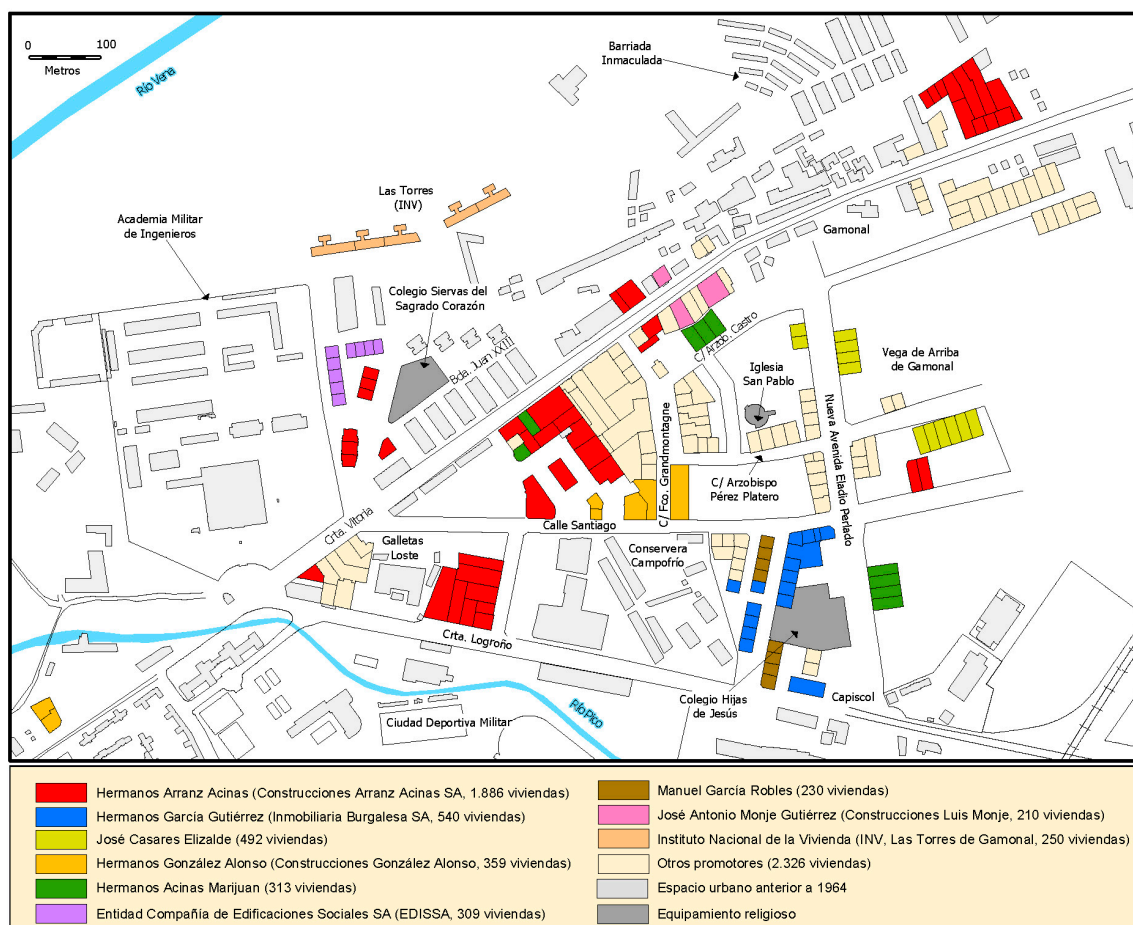 0 100
Metros
Río Vena
Barriada
Inmaculada
Las Torres
(INV)
Academia Militar
de Ingenieros
Gamonal
Colegio Siervas del
Sagrado Corazón
Bda. Juan XXIII
C/ Arzob. Castro
Iglesia
San Pablo
Vega de Arriba
de Gamonal
Nueva Avenida Eladio Perlado
C/ Fco. Grandmontagne
C/ Arzobispo
Pérez Platero
Crta. Vitoria
Calle Santiago
Galletas
Loste
Conservera
Campofrío
Crta. Logroño
Colegio Hijas
de Jesús
Capiscol
Río Pico
Ciudad Deportiva Militar
Hermanos Arranz Acinas (Construcciones Arranz Acinas SA, 1.886 viviendas)
Hermanos García Gutiérrez (Inmobiliaria Burgalesa SA, 540 viviendas)
José Casares Elizalde (492 viviendas)
Hermanos González Alonso (Construcciones González Alonso, 359 viviendas)
Hermanos Acinas Marijuan (313 viviendas)
Entidad Compañía de Edificaciones Sociales SA (EDISSA, 309 viviendas)
Manuel García Robles (230 viviendas)
José Antonio Monje Gutiérrez (Construcciones Luis Monje, 210 viviendas)
Instituto Nacional de la Vivienda (INV, Las Torres de Gamonal, 250 viviendas)
Otros promotores (2.326 viviendas)
Espacio urbano anterior a 1964
Equipamiento religioso